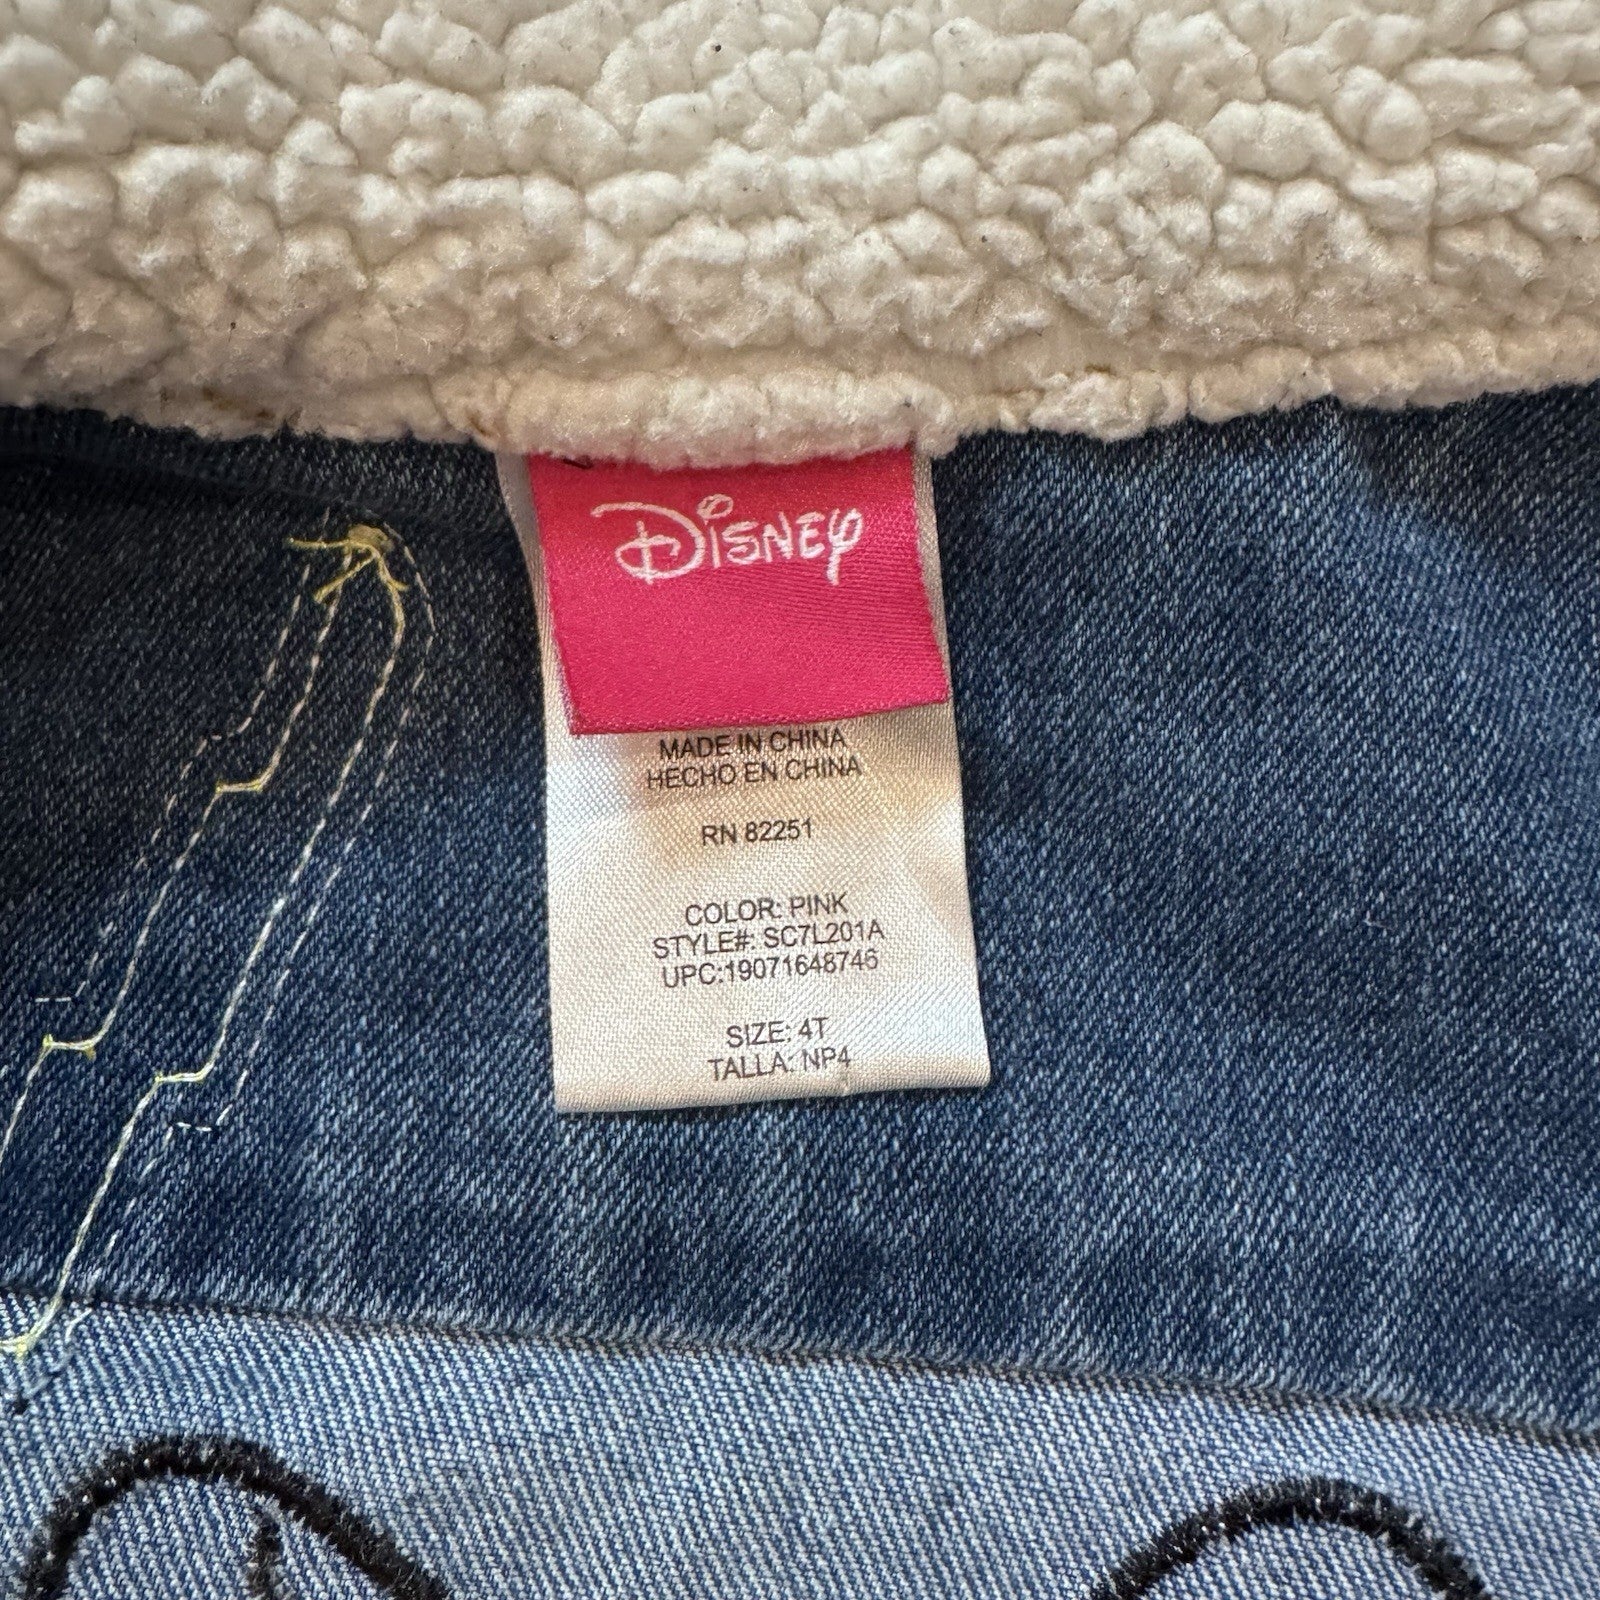 Disney
MADE IN CHINA
HECHO EN CHINA
RN 82251
COLOR: PINK
STYLE#: SC7L201A
UPC:19071648746
SIZE: 4T
TALLA: NP4